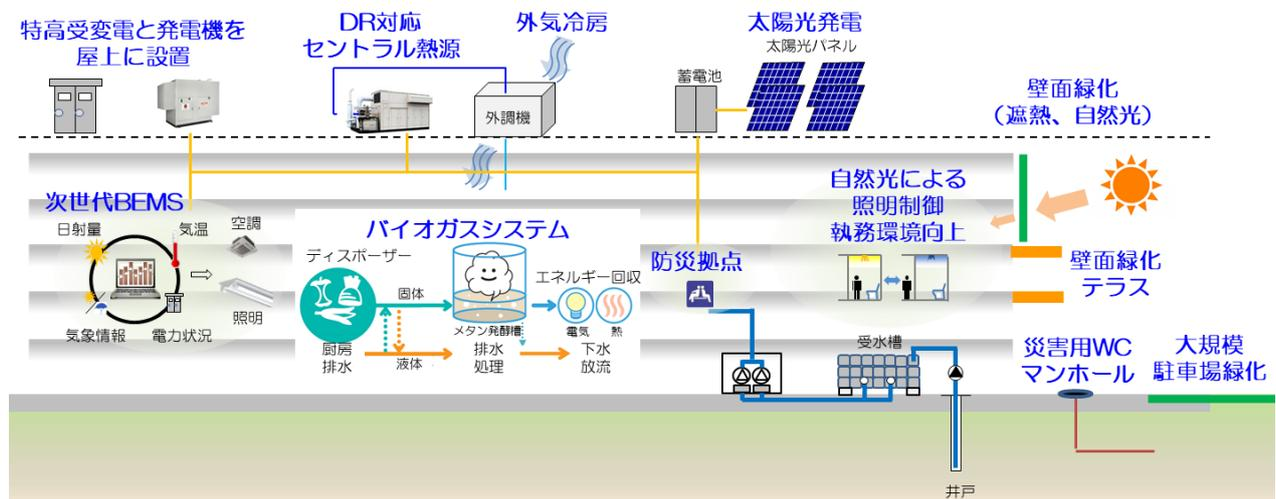 特高受変電と発電機を
屋上に設置
DR対応
セントラル熱源
外気冷房
太陽光発電
太陽光パネル
蓄電池
外調機
壁面緑化
（遮熱、自然光）
次世代BEMS
日射量
気温
空調
照明
気象情報
電力状況
バイオガスシステム
ディスポーザー
固体
エネルギー回収
メタン発酵槽
電気
熱
厨房
排水
液体
排水
処理
下水
放流
防災拠点
自然光による
照明制御
執務環境向上
壁面緑化
テラス
受水槽
災害用WC
マンホール
大規模
駐車場緑化
井戸